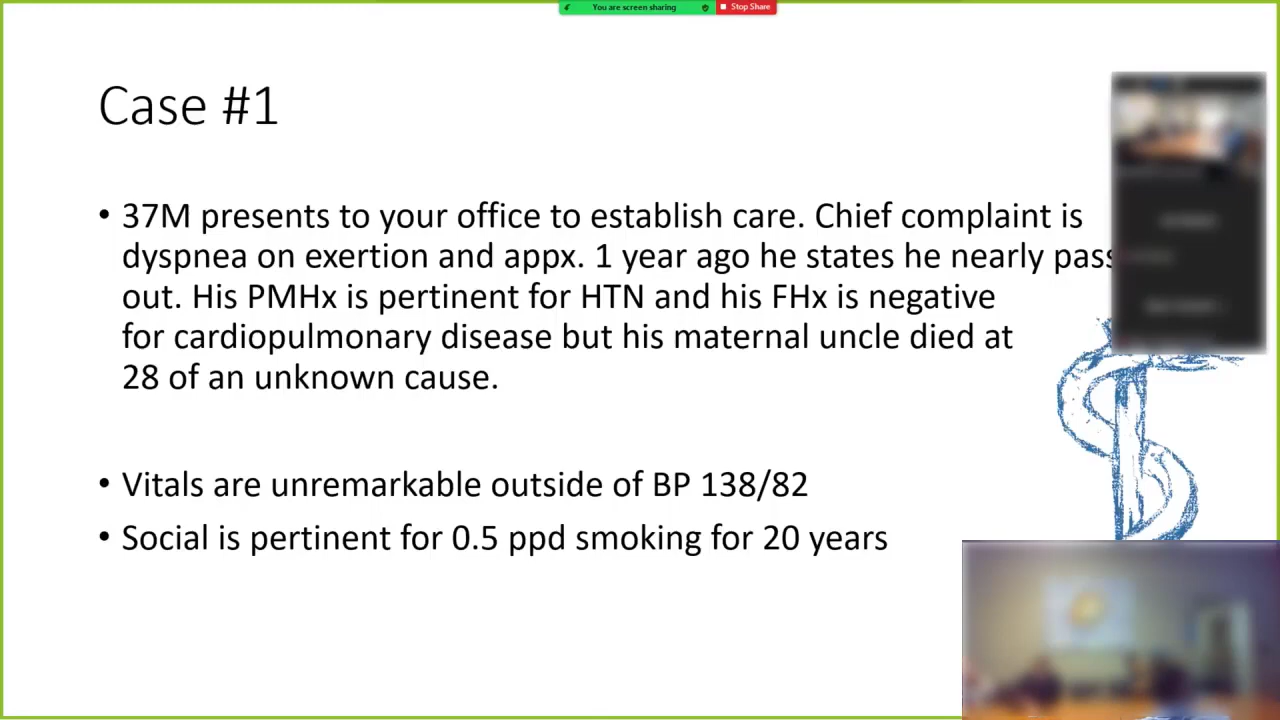 You are screen sharing
Stop Share
Case #1
• 37M presents to your office to establish care. Chief complaint is
dyspnea on exertion and appx. 1 year ago he states he nearly pass
out. His PMHx is pertinent for HTN and his FHx is negative
for cardiopulmonary disease but his maternal uncle died at
28 of an unknown cause.
• Vitals are unremarkable outside of BP 138/82
• Social is pertinent for 0.5 ppd smoking for 20 years